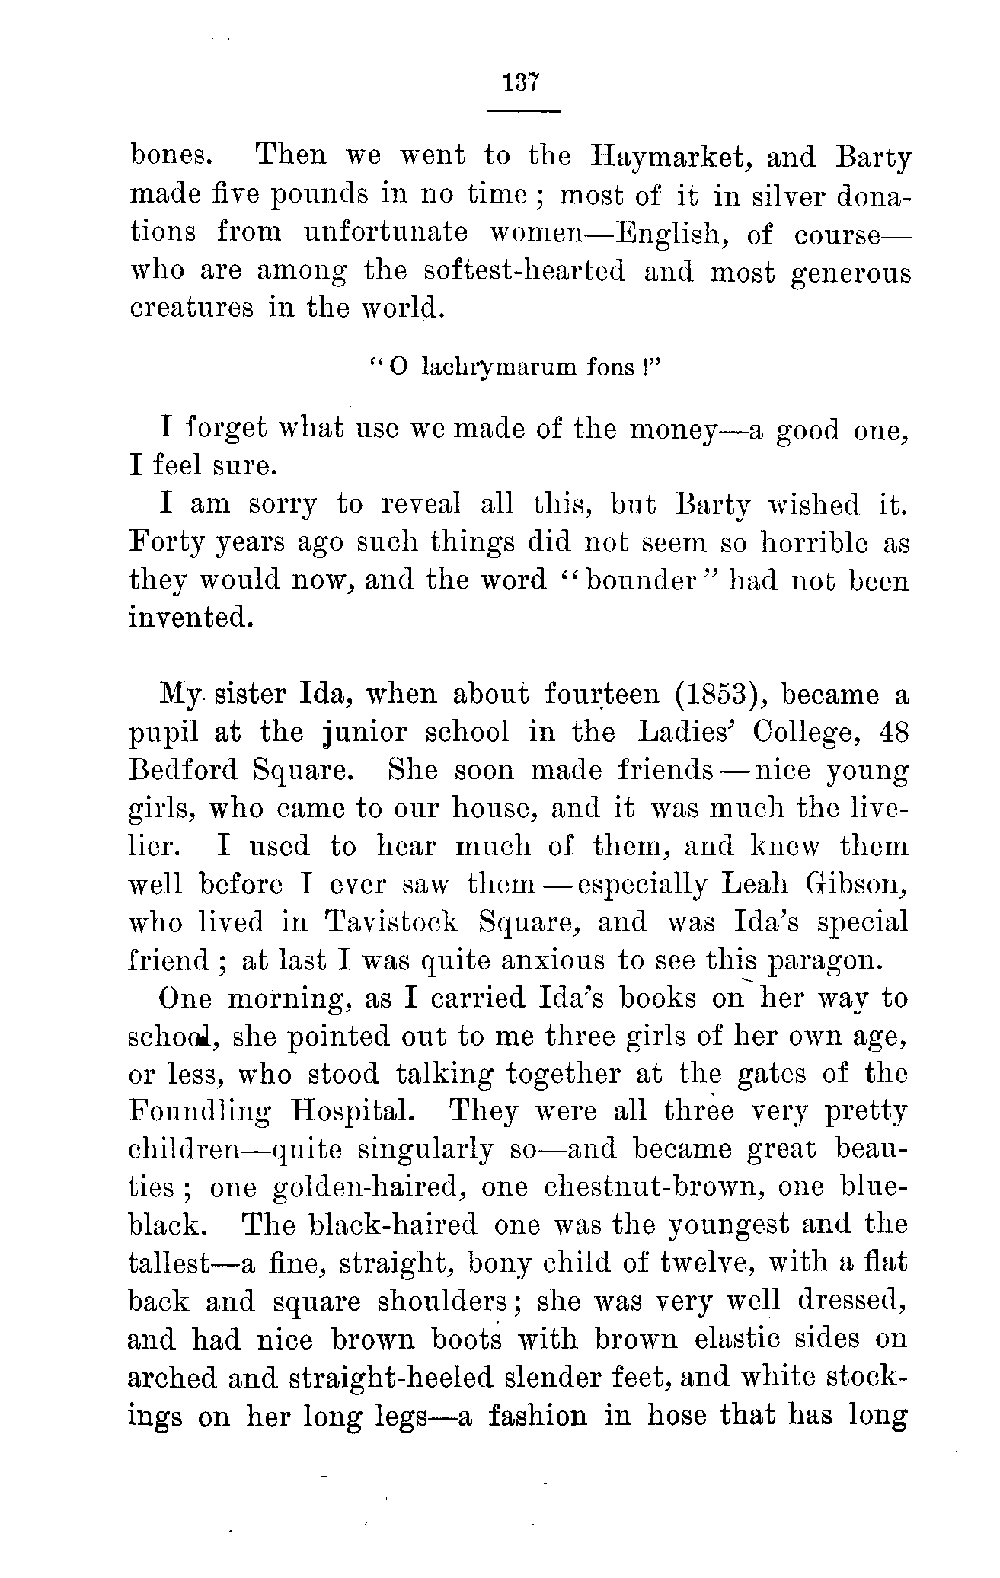 137
bones. Then we went to the Haymarket, and Barty
made five pounds in no time ; most of it in silver dona-
tions from unfortunate women—English, of course—
who are among the softest-hearted and most generous
creatures in the world.
“ O lachrymarum fons !”
I forget what use we made of the money—a good one,
I feel sure.
I am sorry to reveal all this, but Barty wished it.
Forty years ago such things did not seem so horrible as
they would now, and the word “bounder” had not been
invented.
My sister Ida, when about fourteen (1853), became a
pupil at the junior school in the Ladies’ College, 48
Bedford Square. She soon made friends — nice young
girls, who came to our house, and it was much the live-
lier. I used to hear much of them, and knew them
well before I ever saw them — especially Leah Gibson,
who lived in Tavistock Square, and was Ida’s special
friend ; at last I was quite anxious to see this paragon.
One morning, as I carried Ida’s books on her way to
school, she pointed out to me three girls of her own age,
or less, who stood talking together at the gates of the
Foundling Hospital. They were all three very pretty
children—quite singularly so—and became great beau-
ties ; one golden-haired, one chestnut-brown, one blue-
black. The black-haired one was the youngest and the
tallest—a fine, straight, bony child of twelve, with a flat
back and square shoulders ; she was very well dressed,
and had nice brown boots with brown elastic sides on
arched and straight-heeled slender feet, and white stock-
ings on her long legs—a fashion in hose that has long